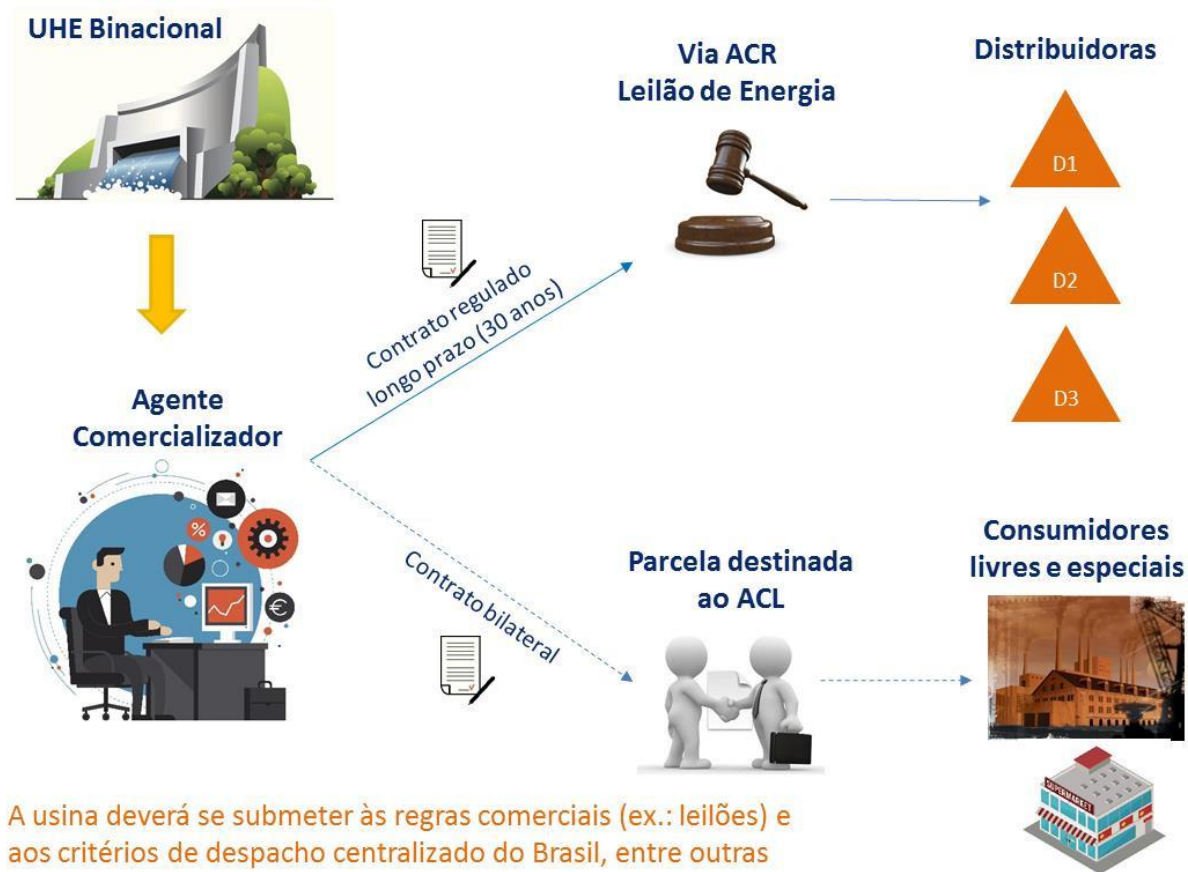 UHE Binacional
Via ACR
Leilão de Energia
Distribuidoras
D1
D2
D3
Contrato regulado
longo prazo (30 anos)
Agente
Comercializador
%
€
Contrato bilateral
Parcela destinada
ao ACL
Consumidores
livres e especiais
SUPERMARKET
A usina deverá se submeter às regras comerciais (ex.: leilões) e
aos critérios de despacho centralizado do Brasil, entre outras